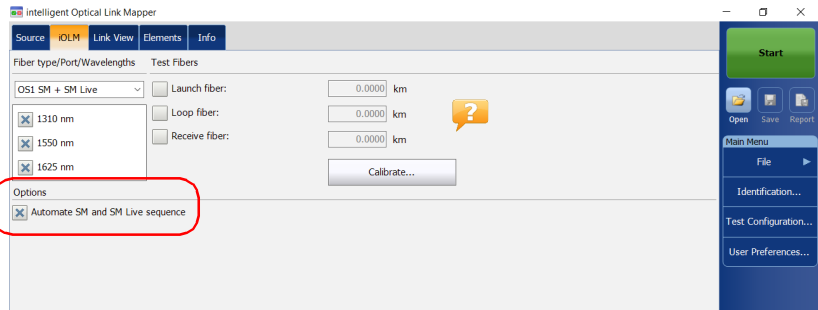 intelligent Optical Link Mapper
Source iOLM Link View Elements Info
Fiber type/Port/Wavelengths Test Fibers
OS1 SM + SM Live
1310 nm
1550 nm
1625 nm
Launch fiber: 0.0000 km
Loop fiber: 0.0000 km
Receive fiber: 0.0000 km
?
Calibrate...
Options
Automate SM and SM Live sequence
Start
Open Save Report
Main Menu
File
Identification...
Test Configuration...
User Preferences...